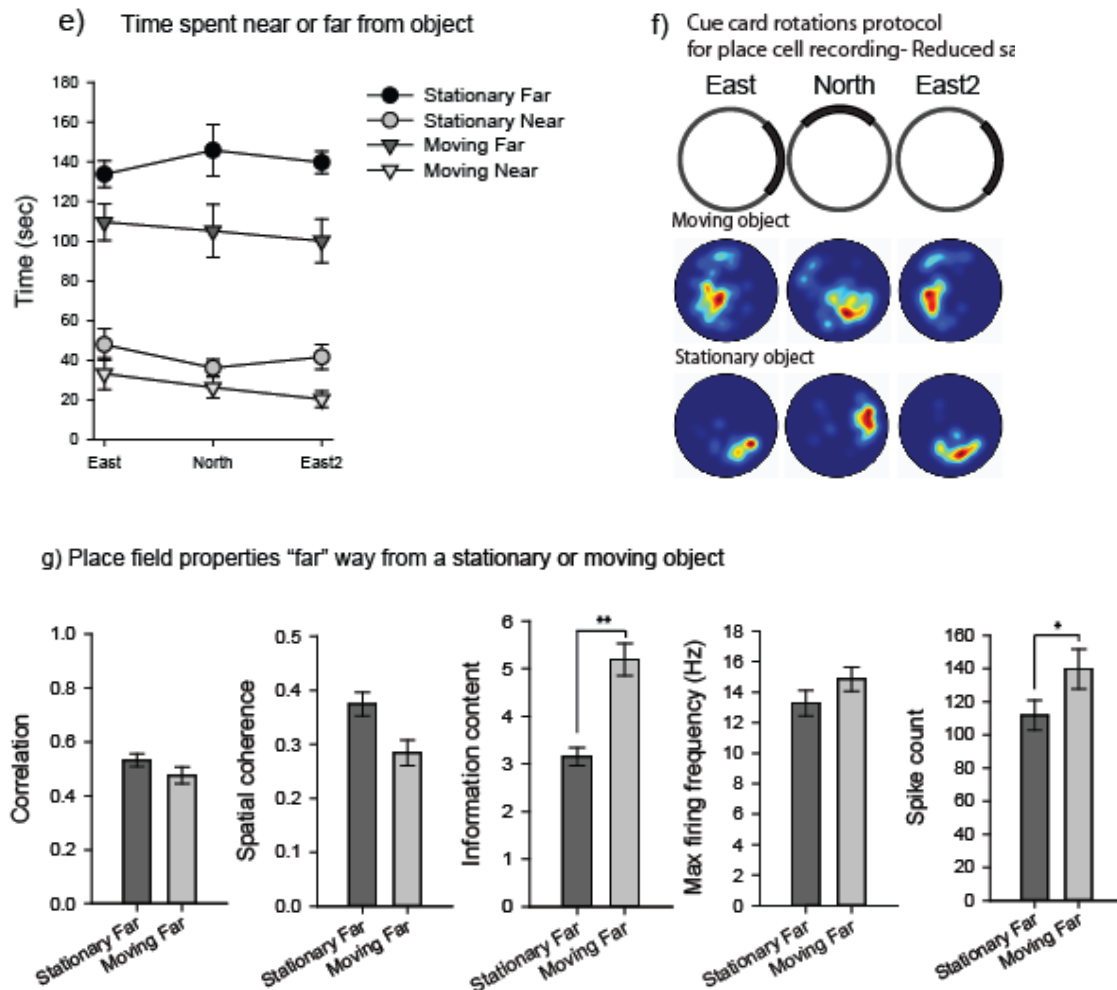 e) Time spent near or far from object
180
160
140
120
100
80
60
40
20
0
Time (sec)
East North East2
Stationary Far
Stationary Near
Moving Far
Moving Near
f) Cue card rotations protocol
for place cell recording- Reduced sa
East North East2
Moving object
Stationary object
g) Place field properties “far” way from a stationary or moving object
1.0
0.8
0.6
0.4
0.2
0.0
Correlation
Stationary Far
Moving Far
0.5
0.4
0.3
0.2
0.1
0.0
Spatial coherence
Stationary Far
Moving Far
6
5
4
3
2
1
0
Information content
**
Stationary Far
Moving Far
18
16
14
12
10
8
6
4
2
0
Max firing frequency (Hz)
Stationary Far
Moving Far
160
140
120
100
80
60
40
20
0
Spike count
*
Stationary Far
Moving Far